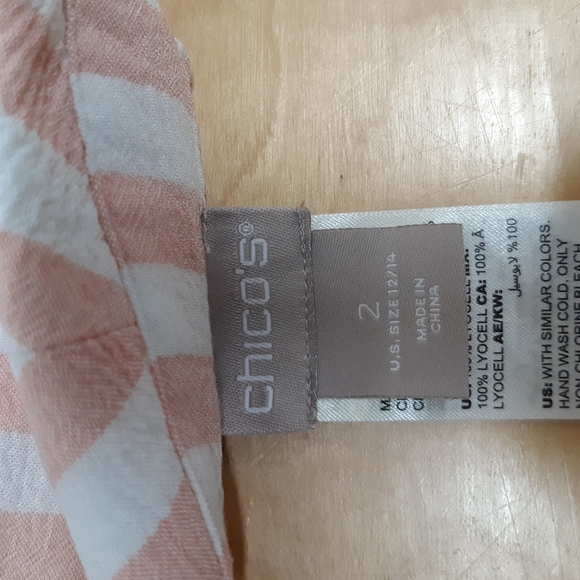 chico's®
2
U.S. SIZE 12/14
MADE IN
CHINA
100% LYOCELL CA: 100% Â
LYOCELL AE/KW:
100% لايوسل
US: WITH SIMILAR COLORS.
HAND WASH COLD. ONLY